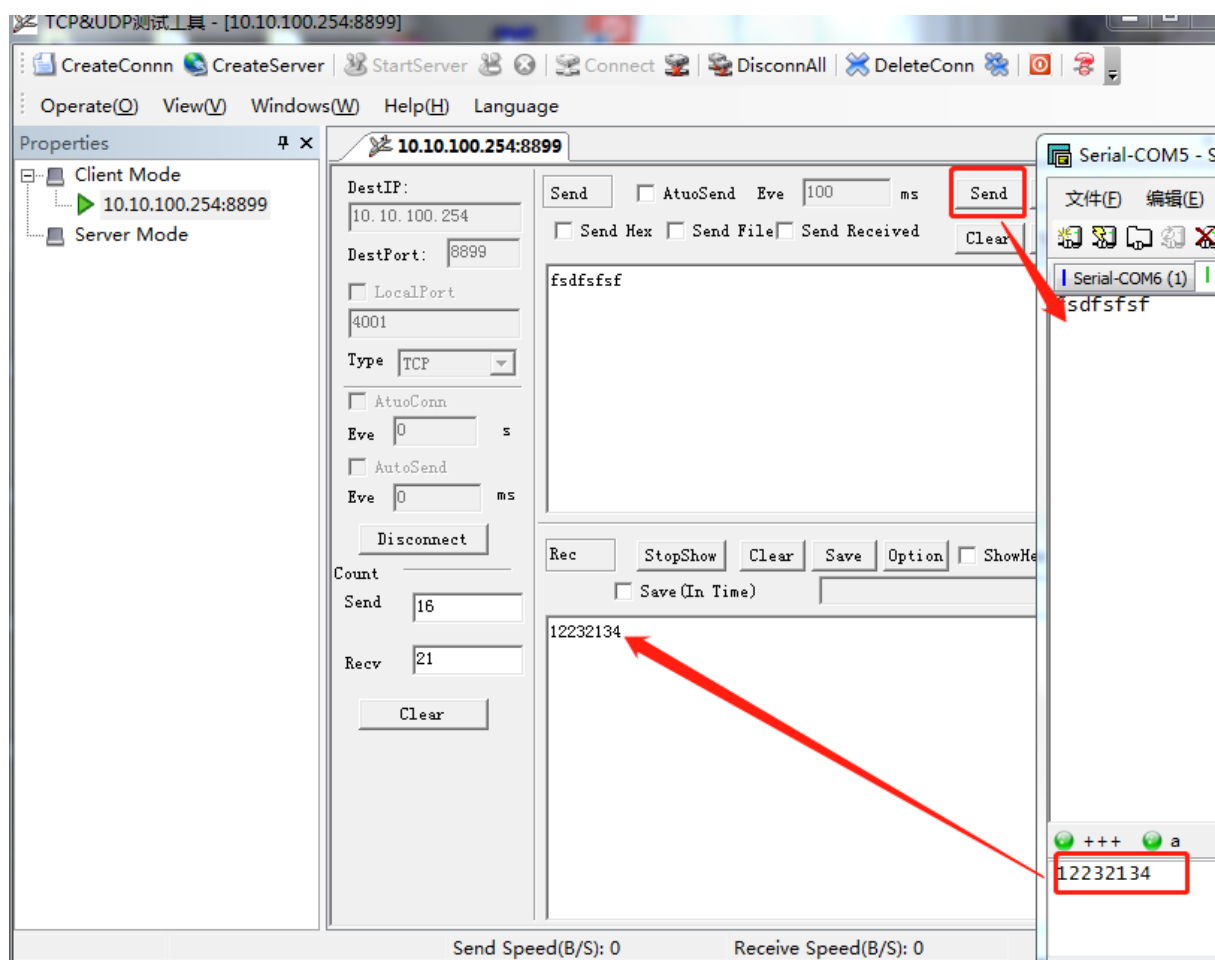 TCP&UDP测试工具 - [10.10.100.254:8899]
CreateConnn CreateServer StartServer Connect DisconnAll DeleteConn
Operate(O) View(V) Windows(W) Help(H) Language
Properties
Client Mode
10.10.100.254:8899
Server Mode
10.10.100.254:8899
DestIP:
10.10.100.254
DestPort: 8899
LocalPort
4001
Type TCP
AtuoConn
Eve 0 s
AutoSend
Eve 0 ms
Disconnect
Count
Send 16
Recv 21
Clear
Send AtuoSend Eve 100 ms Send
Send Hex Send File Send Received Clear
fsdfsfsf
Rec StopShow Clear Save Option ShowHe
Save(In Time)
12232134
Send Speed(B/S): 0 Receive Speed(B/S): 0
Serial-COM5 - S
文件(F) 编辑(E)
Serial-COM6 (1)
fsdfsfsf
+++ a
12232134